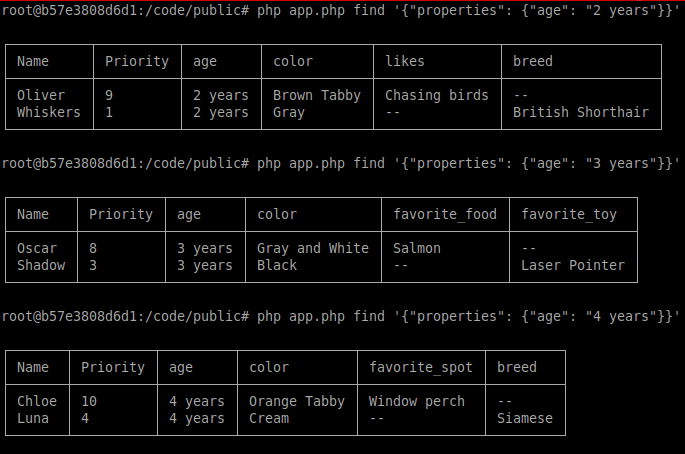 root@b57e3808d6d1:/code/public# php app.php find '{"properties": {"age": "2 years"}}'
Name Priority age color likes breed
Oliver 9 2 years Brown Tabby Chasing birds --
Whiskers 1 2 years Gray -- British Shorthair
root@b57e3808d6d1:/code/public# php app.php find '{"properties": {"age": "3 years"}}'
Name Priority age color favorite_food favorite_toy
Oscar 8 3 years Gray and White Salmon --
Shadow 3 3 years Black -- Laser Pointer
root@b57e3808d6d1:/code/public# php app.php find '{"properties": {"age": "4 years"}}'
Name Priority age color favorite_spot breed
Chloe 10 4 years Orange Tabby Window perch --
Luna 4 4 years Cream -- Siamese